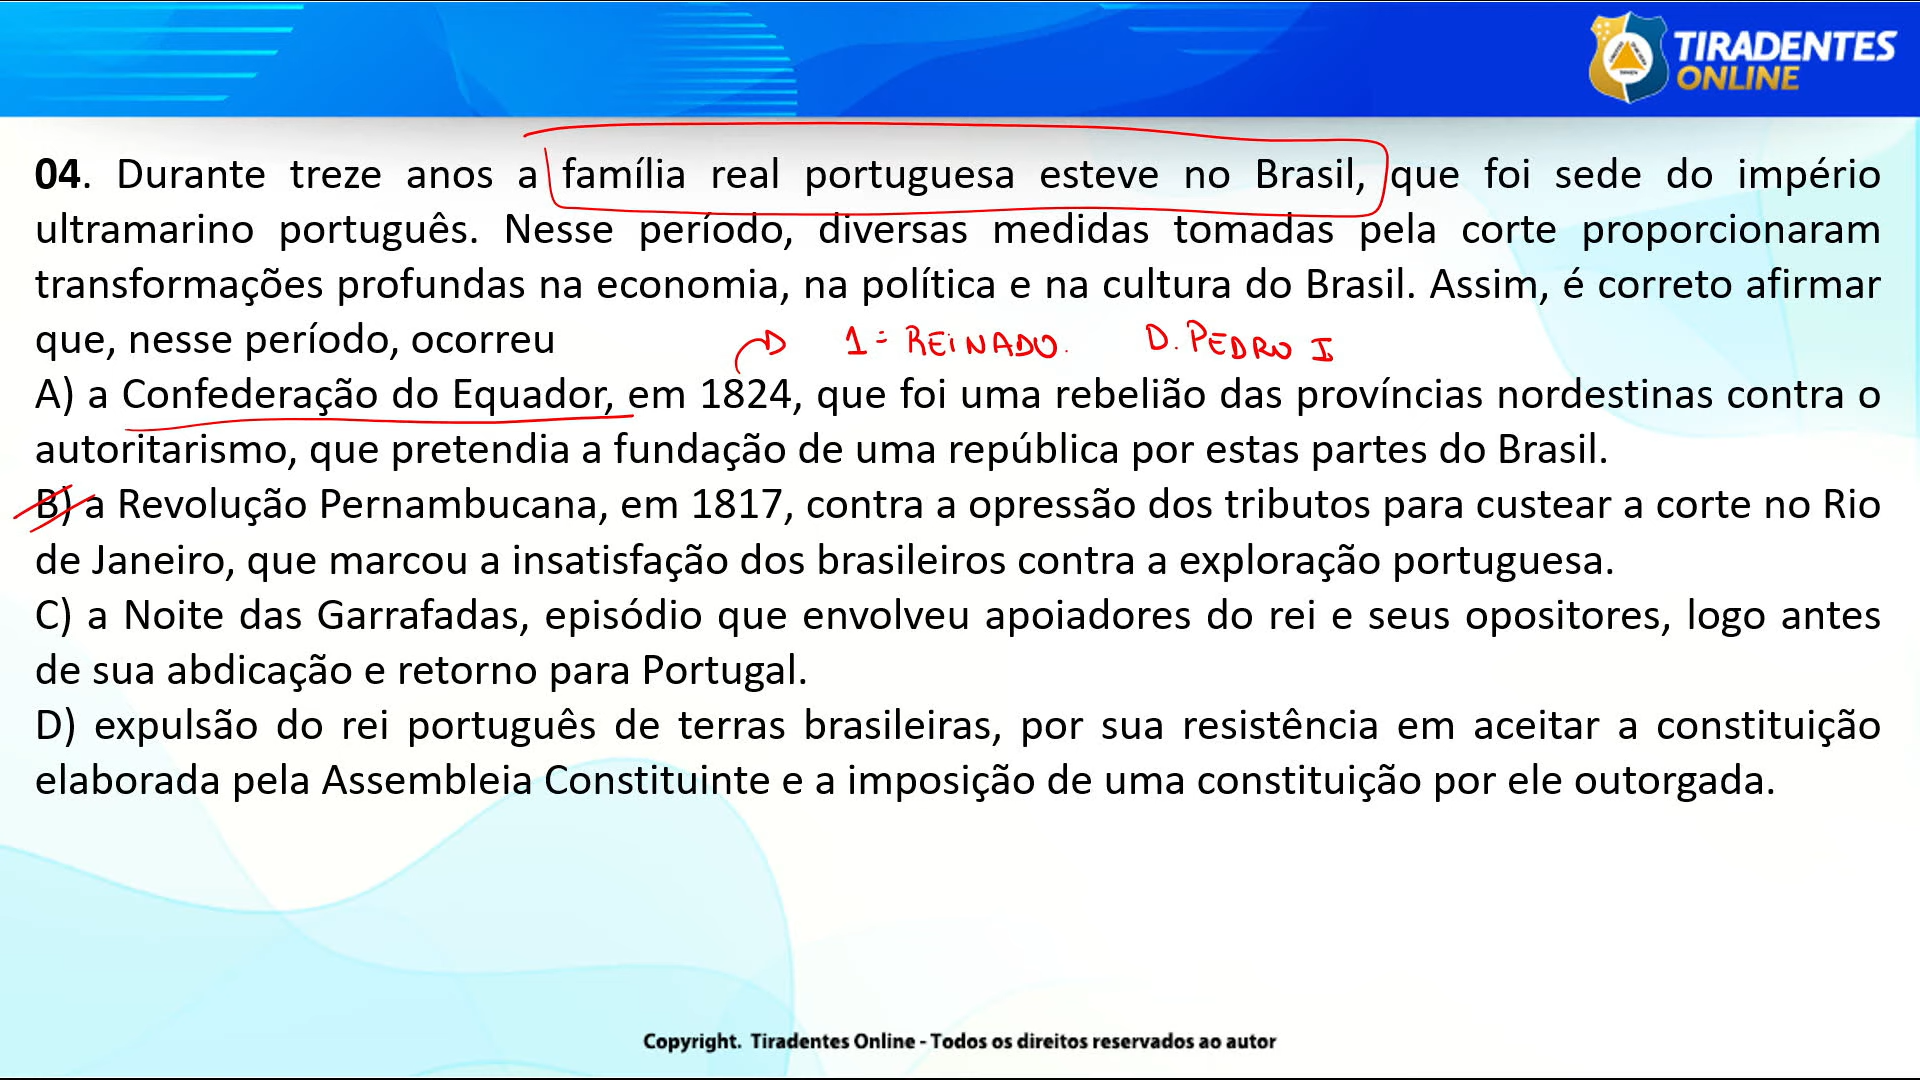 TIRADENTES
ONLINE
04. Durante treze anos a família real portuguesa esteve no Brasil, que foi sede do império
ultramarino português. Nesse período, diversas medidas tomadas pela corte proporcionaram
transformações profundas na economia, na política e na cultura do Brasil. Assim, é correto afirmar
que, nesse período, ocorreu
1º REINADO. D. PEDRO I
A) a Confederação do Equador, em 1824, que foi uma rebelião das províncias nordestinas contra o
autoritarismo, que pretendia a fundação de uma república por estas partes do Brasil.
B) a Revolução Pernambucana, em 1817, contra a opressão dos tributos para custear a corte no Rio
de Janeiro, que marcou a insatisfação dos brasileiros contra a exploração portuguesa.
C) a Noite das Garrafadas, episódio que envolveu apoiadores do rei e seus opositores, logo antes
de sua abdicação e retorno para Portugal.
D) expulsão do rei português de terras brasileiras, por sua resistência em aceitar a constituição
elaborada pela Assembleia Constituinte e a imposição de uma constituição por ele outorgada.
Copyright. Tiradentes Online - Todos os direitos reservados ao autor